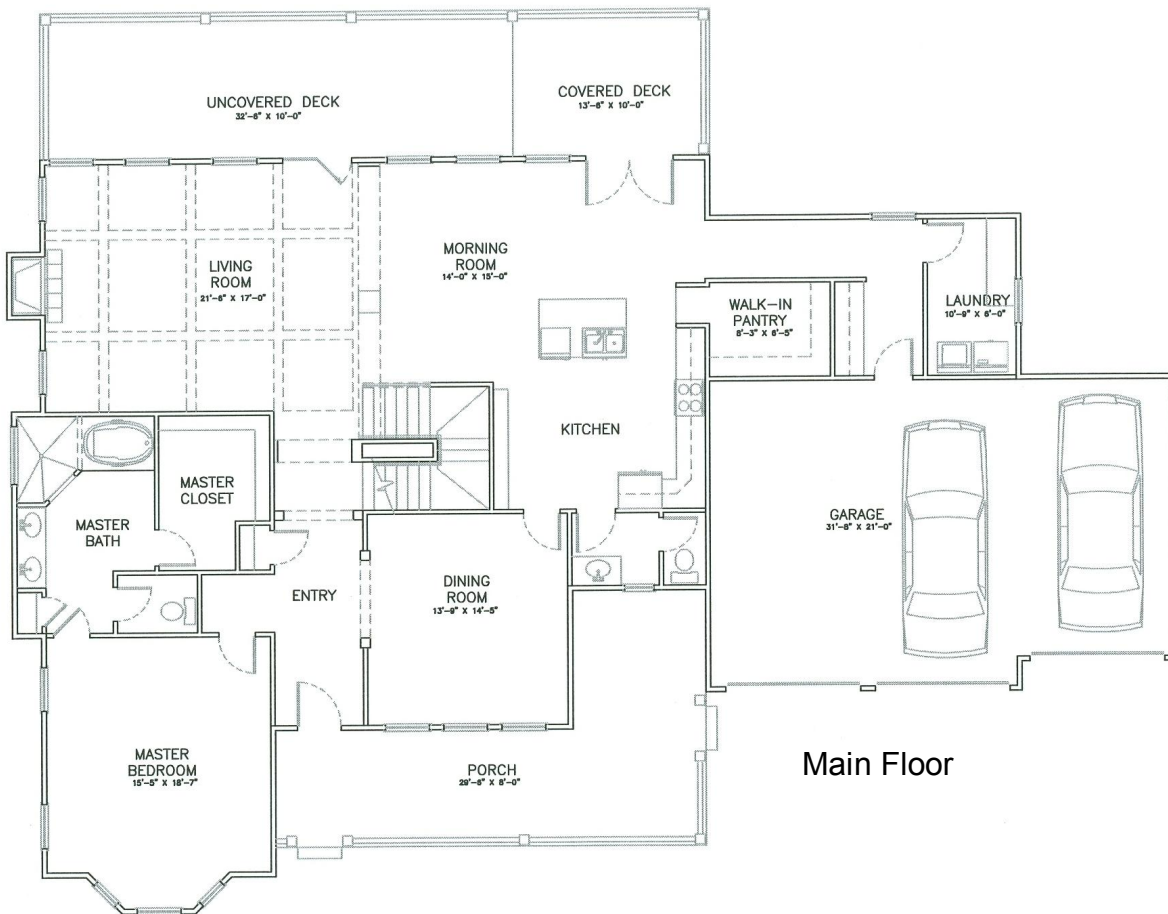 UNCOVERED DECK
32'-6" X 10'-0"
COVERED DECK
13'-6" X 10'-0"
LIVING
ROOM
21'-6" X 17'-0"
MORNING
ROOM
14'-0" X 15'-0"
WALK-IN
PANTRY
8'-3" X 6'-5"
LAUNDRY
10'-9" X 6'-0"
KITCHEN
MASTER
CLOSET
MASTER
BATH
GARAGE
31'-8" X 21'-0"
ENTRY
DINING
ROOM
13'-9" X 14'-5"
MASTER
BEDROOM
15'-5" X 18'-7"
PORCH
29'-6" X 8'-0"
Main Floor